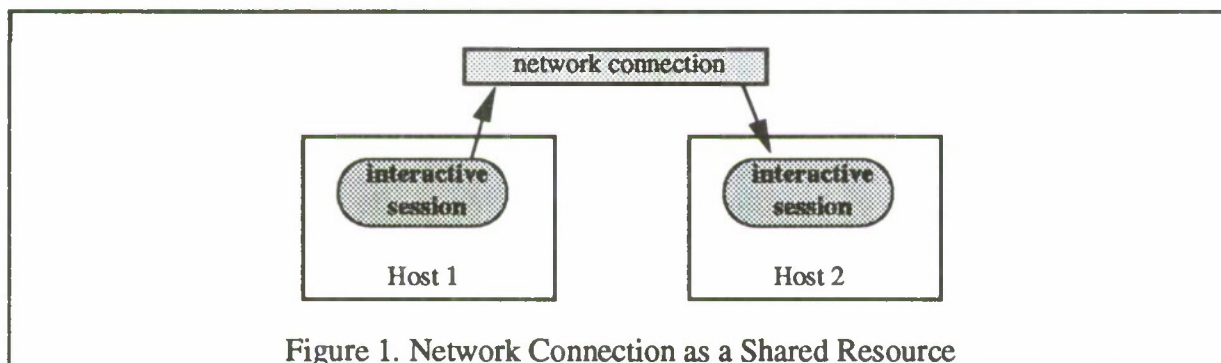 network connection
interactive
session
Host 1
interactive
session
Host 2
Figure 1. Network Connection as a Shared Resource